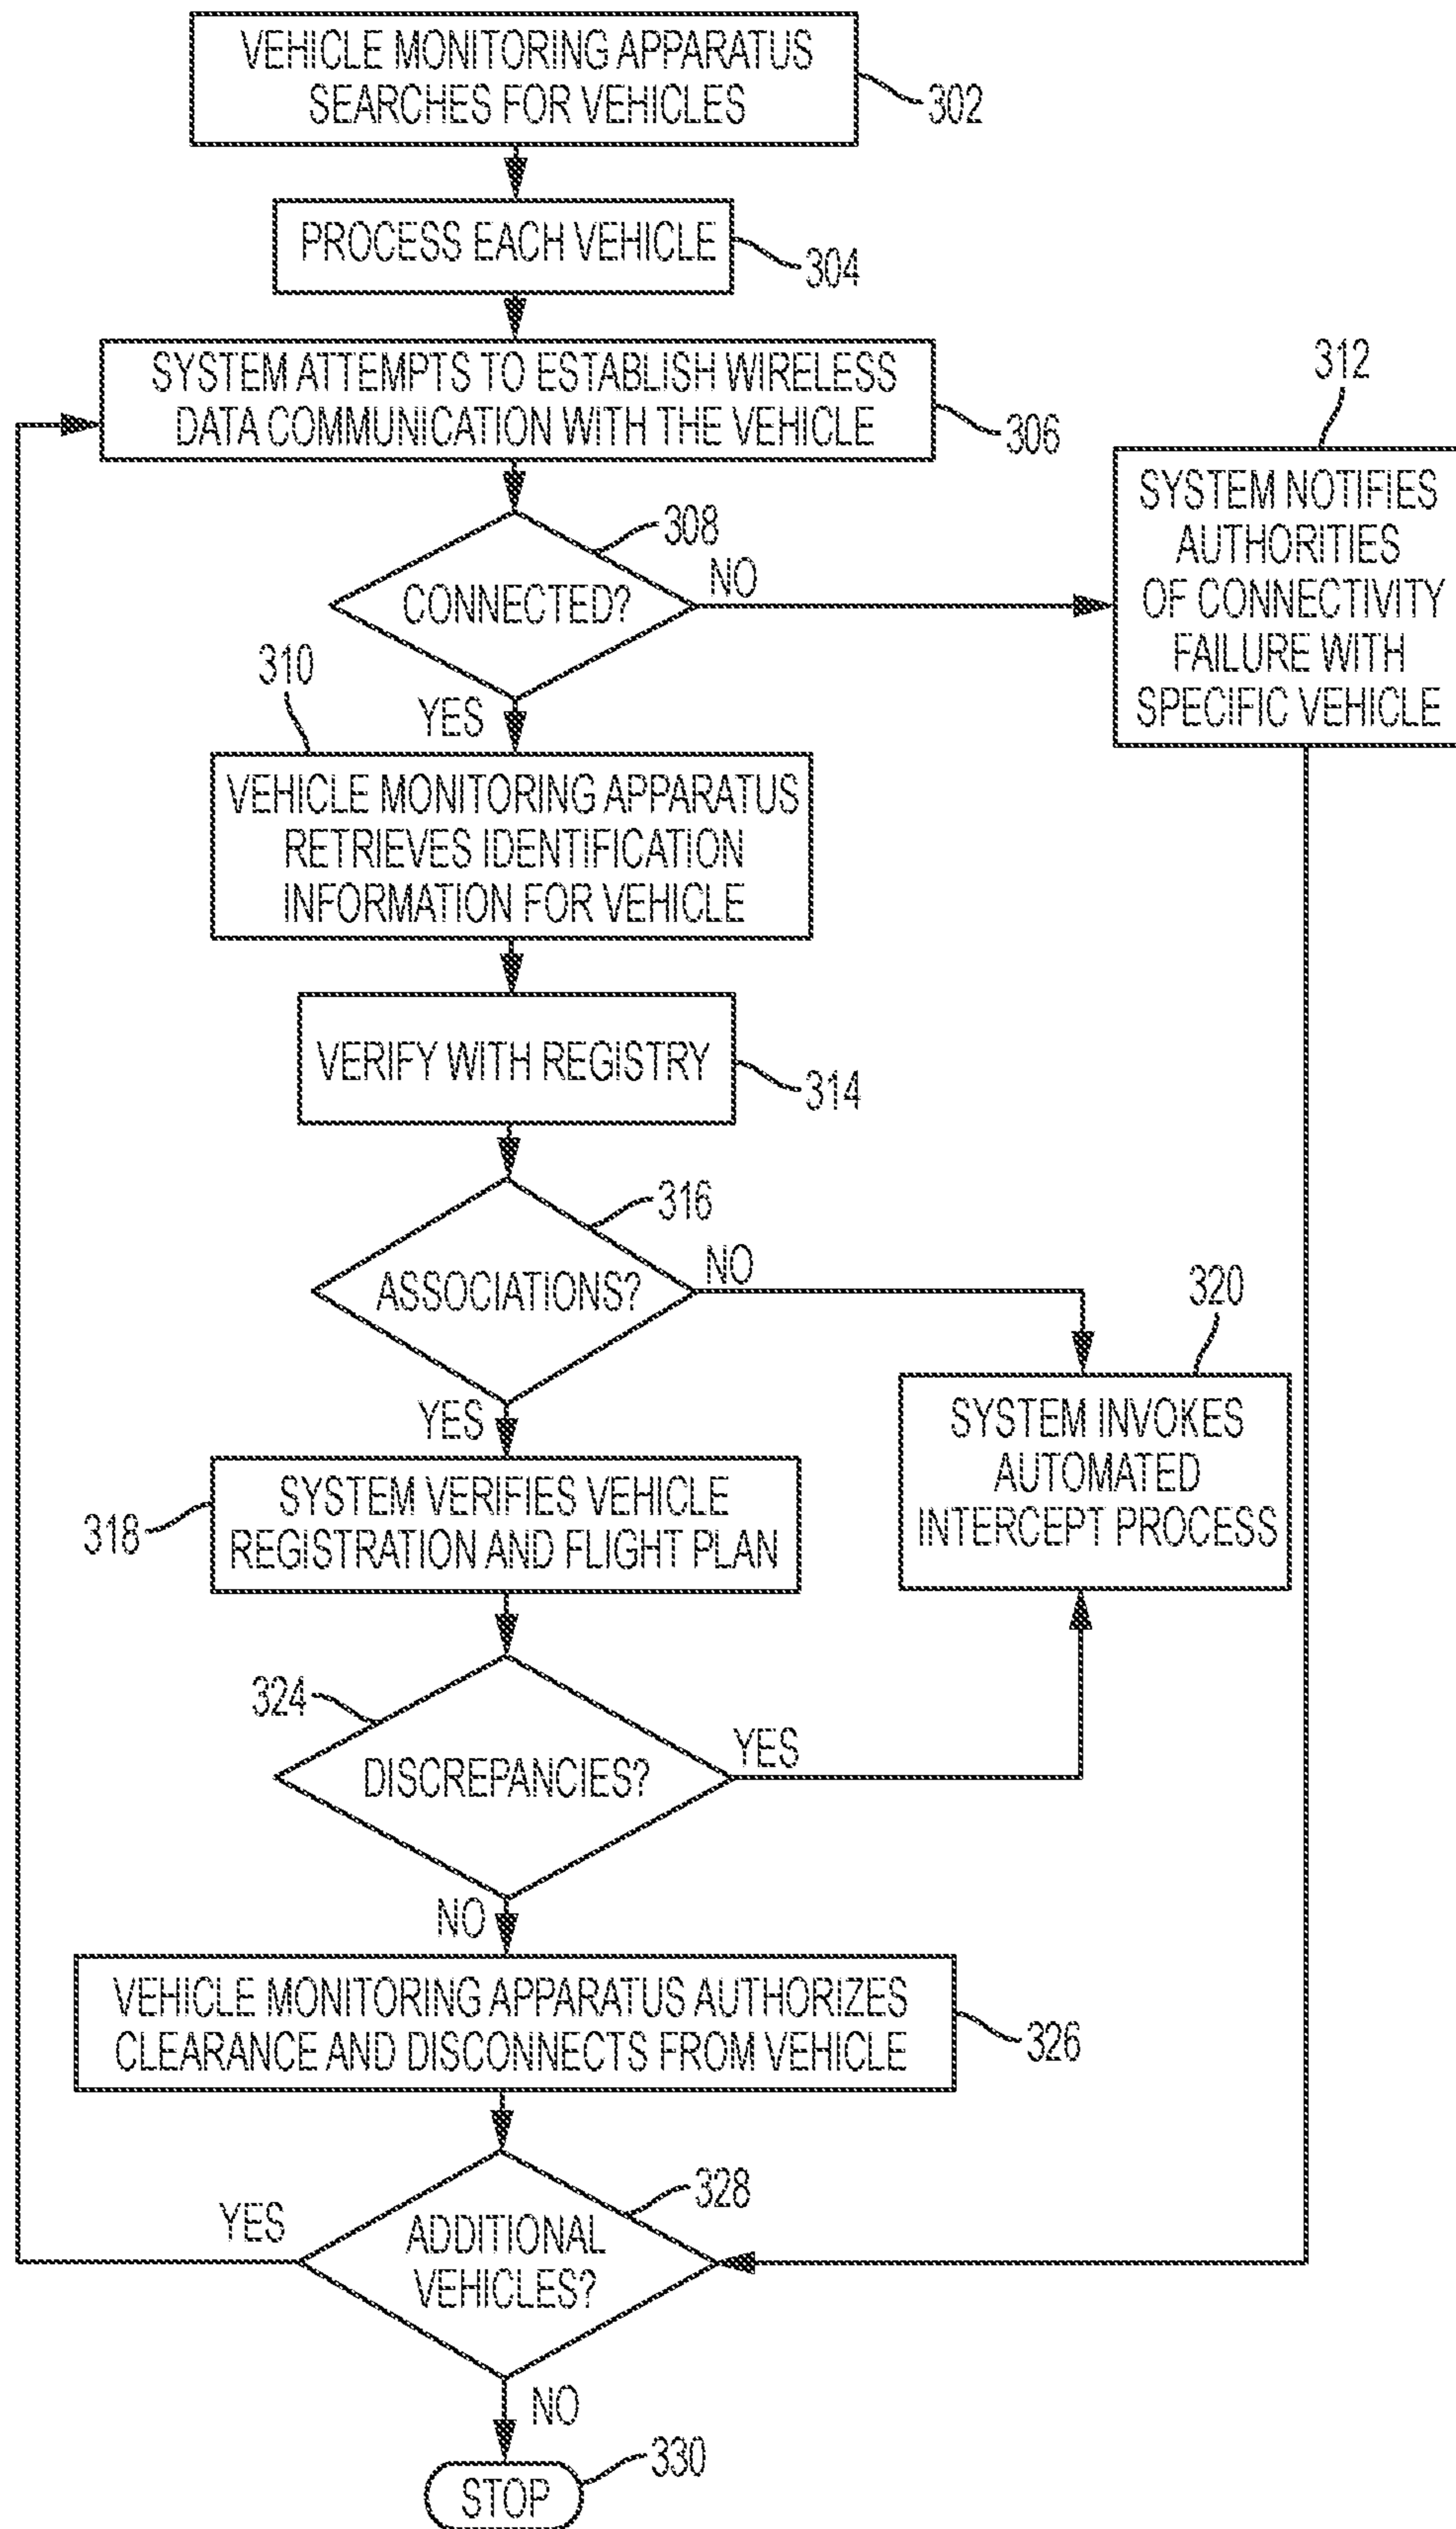 VEHICLE MONITORING APPARATUS
SEARCHES FOR VEHICLES
302
PROCESS EACH VEHICLE
304
SYSTEM ATTEMPTS TO ESTABLISH WIRELESS
DATA COMMUNICATION WITH THE VEHICLE
306
308
CONNECTED?
NO
312
SYSTEM NOTIFIES
AUTHORITIES
OF CONNECTIVITY
FAILURE WITH
SPECIFIC VEHICLE
YES
310
VEHICLE MONITORING APPARATUS
RETRIEVES IDENTIFICATION
INFORMATION FOR VEHICLE
VERIFY WITH REGISTRY
314
316
ASSOCIATIONS?
NO
320
SYSTEM INVOKES
AUTOMATED
INTERCEPT PROCESS
YES
318
SYSTEM VERIFIES VEHICLE
REGISTRATION AND FLIGHT PLAN
324
DISCREPANCIES?
YES
NO
VEHICLE MONITORING APPARATUS AUTHORIZES
CLEARANCE AND DISCONNECTS FROM VEHICLE
326
328
YES
ADDITIONAL
VEHICLES?
NO
330
STOP